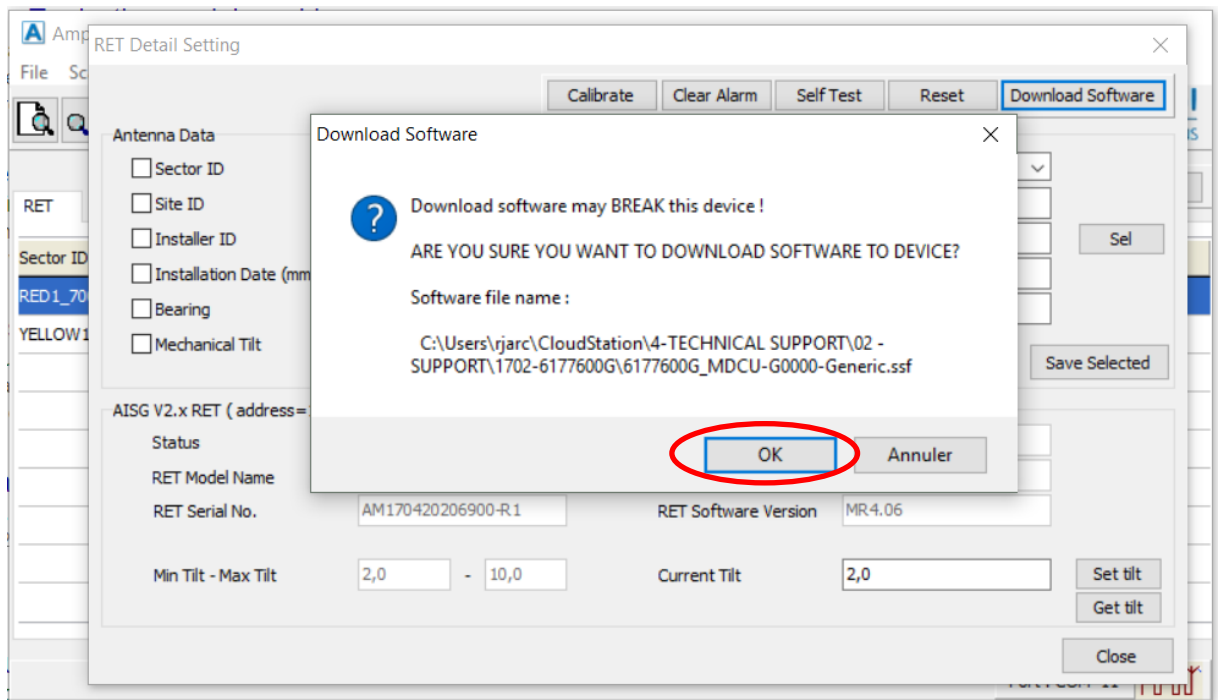 Amp
RET Detail Setting
File Sc
Calibrate Clear Alarm Self Test Reset Download Software
Antenna Data
Download Software
Sector ID
Site ID
Download software may BREAK this device !
RET
Installer ID
Sel
ARE YOU SURE YOU WANT TO DOWNLOAD SOFTWARE TO DEVICE?
Sector ID
Installation Date (mm
RED1_70
Software file name :
Bearing
YELLOW1
Mechanical Tilt
C:\Users\rjarc\CloudStation\4-TECHNICAL SUPPORT\02 -
SUPPORT\1702-6177600G\6177600G_MDCU-G0000-Generic.ssf
Save Selected
AISG V2.x RET ( address=
Status
OK Annuler
RET Model Name
RET Serial No. AM170420206900-R1 RET Software Version MR4.06
Min Tilt - Max Tilt 2,0 - 10,0 Current Tilt 2,0 Set tilt
Get tilt
Close